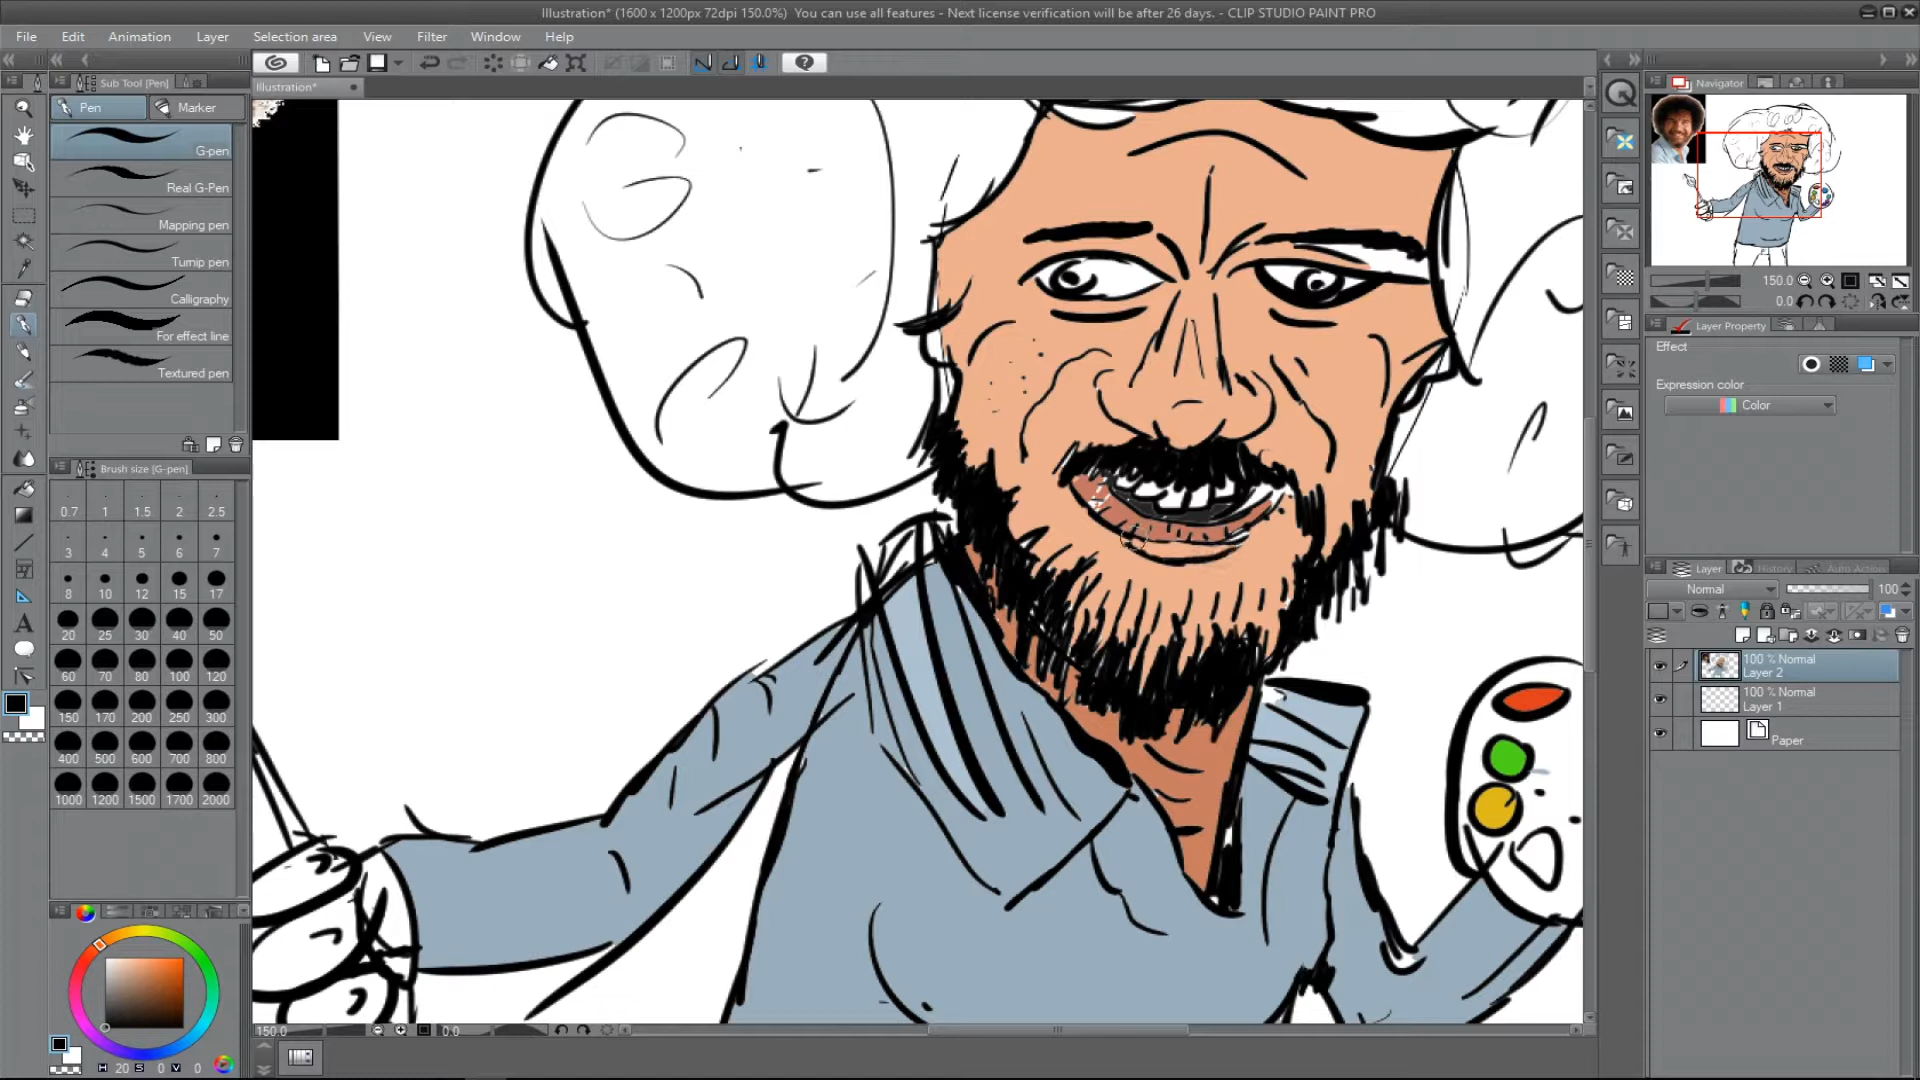 Illustration* (1600 x 1200px 72dpi 150.0%)  You can use all features - Next license verification will be after 26 days. - CLIP STUDIO PAINT PRO
File Edit Animation Layer Selection area View Filter Window Help
Sub Tool [Pen]
Illustration*
Navigator
Pen Marker
G-pen
Real G-Pen
Mapping pen
Turnip pen
Calligraphy
For effect line
Textured pen
Brush size [G-pen]
0.7 1 1.5 2 2.5
3 4 5 6 7
8 10 12 15 17
20 25 30 40 50
60 70 80 100 120
150 170 200 250 300
400 500 600 700 800
1000 1200 1500 1700 2000
H 20 S 0 V 0
150.0 0.0
150.0
0.0
Layer Property
Effect
Expression color
Color
Layer History Auto Action
Normal 100
100 % Normal
Layer 2
100 % Normal
Layer 1
Paper